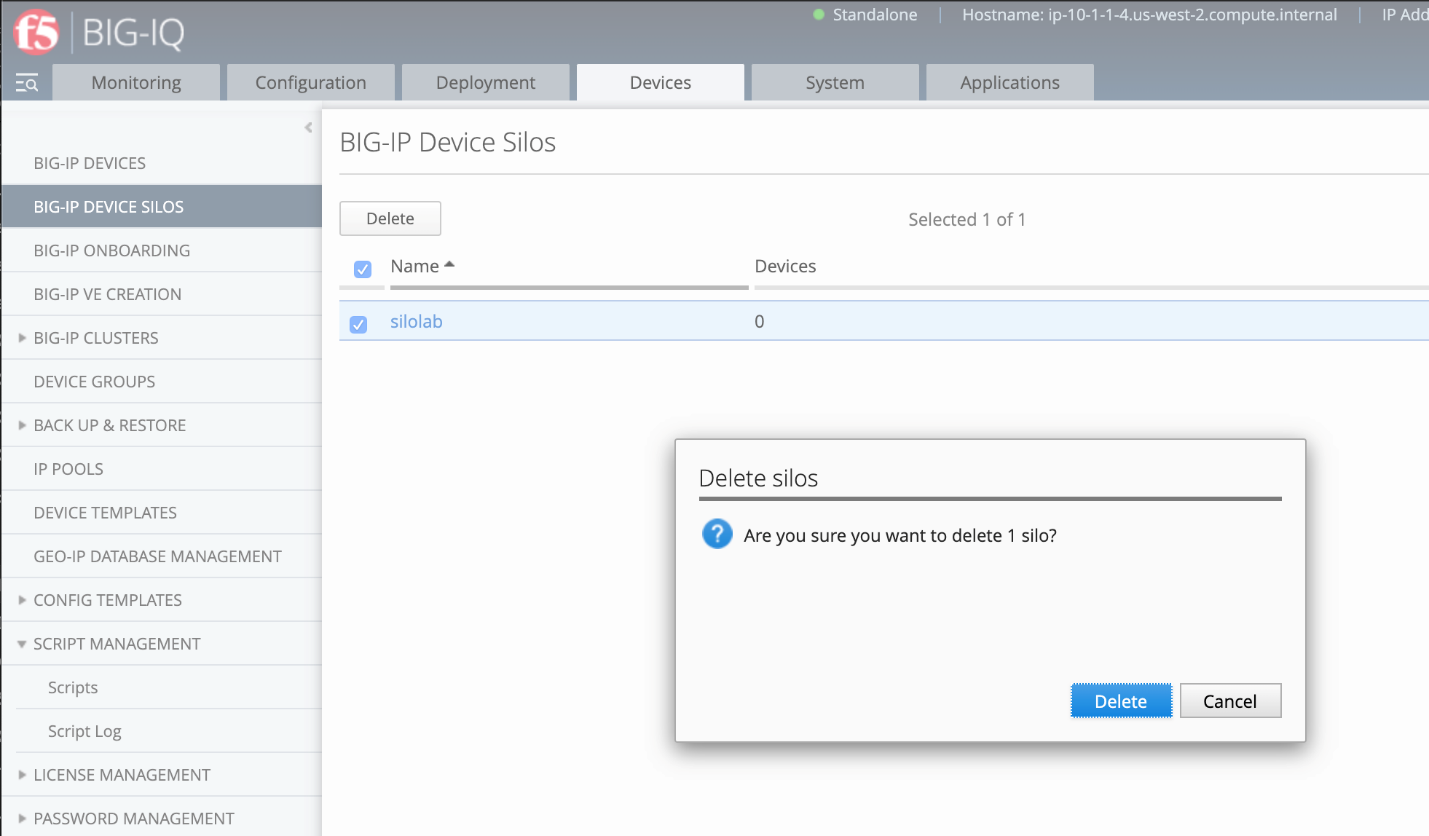 f5 BIG-IQ
Standalone
Hostname: ip-10-1-1-4.us-west-2.compute.internal
IP Add
Monitoring
Configuration
Deployment
Devices
System
Applications
BIG-IP DEVICES
BIG-IP DEVICE SILOS
BIG-IP ONBOARDING
BIG-IP VE CREATION
BIG-IP CLUSTERS
DEVICE GROUPS
BACK UP & RESTORE
IP POOLS
DEVICE TEMPLATES
GEO-IP DATABASE MANAGEMENT
CONFIG TEMPLATES
SCRIPT MANAGEMENT
Scripts
Script Log
LICENSE MANAGEMENT
PASSWORD MANAGEMENT
BIG-IP Device Silos
Delete
Selected 1 of 1
Name
Devices
silolab
0
Delete silos
? Are you sure you want to delete 1 silo?
Delete
Cancel